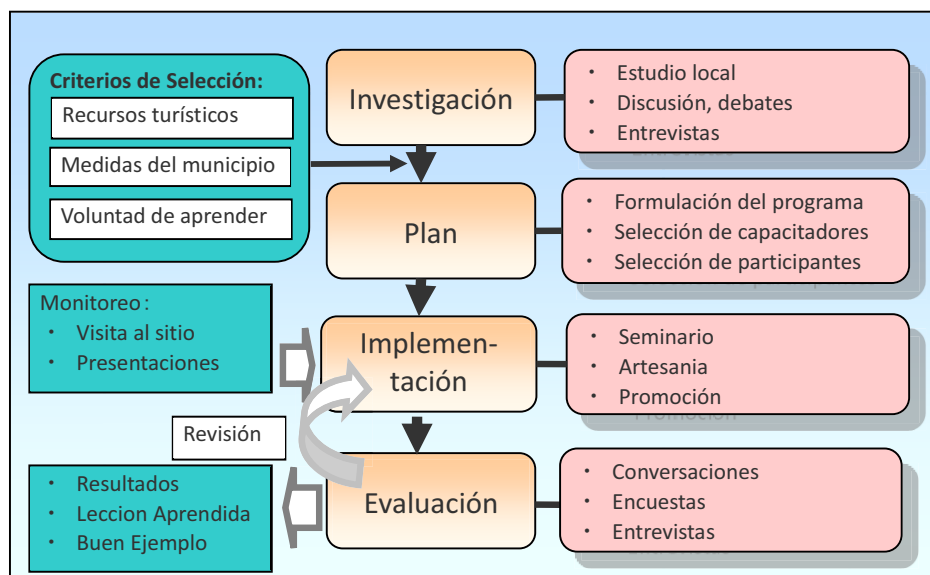 Criterios de Selección:
Recursos turísticos
Medidas del municipio
Voluntad de aprender
Investigación
・ Estudio local
・ Discusión, debates
・ Entrevistas
Plan
・ Formulación del programa
・ Selección de capacitadores
・ Selección de participantes
Monitoreo：
・ Visita al sitio
・ Presentaciones
Implemen-
tación
・ Seminario
・ Artesania
・ Promoción
Revisión
・ Resultados
・ Leccion Aprendida
・ Buen Ejemplo
Evaluación
・ Conversaciones
・ Encuestas
・ Entrevistas